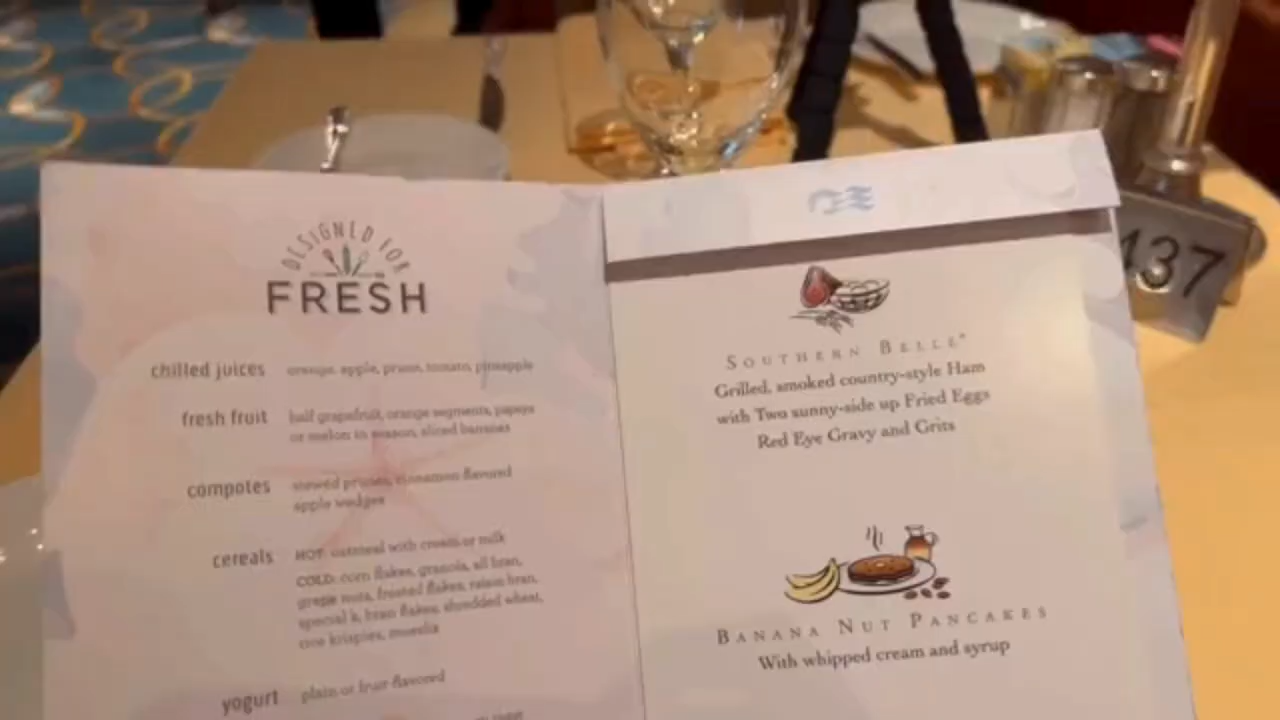 DESIGNED FOR
FRESH
chilled juices orange, apple, prune, tomato, pineapple
fresh fruit half grapefruit, orange segments, papaya
or melon in season, sliced bananas
compotes stewed prunes, cinnamon flavored
apple wedges
cereals HOT: oatmeal with cream or milk
COLD: corn flakes, granola, all bran,
grape nuts, frosted flakes, raisin bran,
special k, bran flakes, shredded wheat,
rice krispies, muesli
yogurt plain or fruit-flavored
SOUTHERN BELLE*
Grilled, smoked country-style Ham
with Two sunny-side up Fried Eggs
Red Eye Gravy and Grits
BANANA NUT PANCAKES
With whipped cream and syrup
437